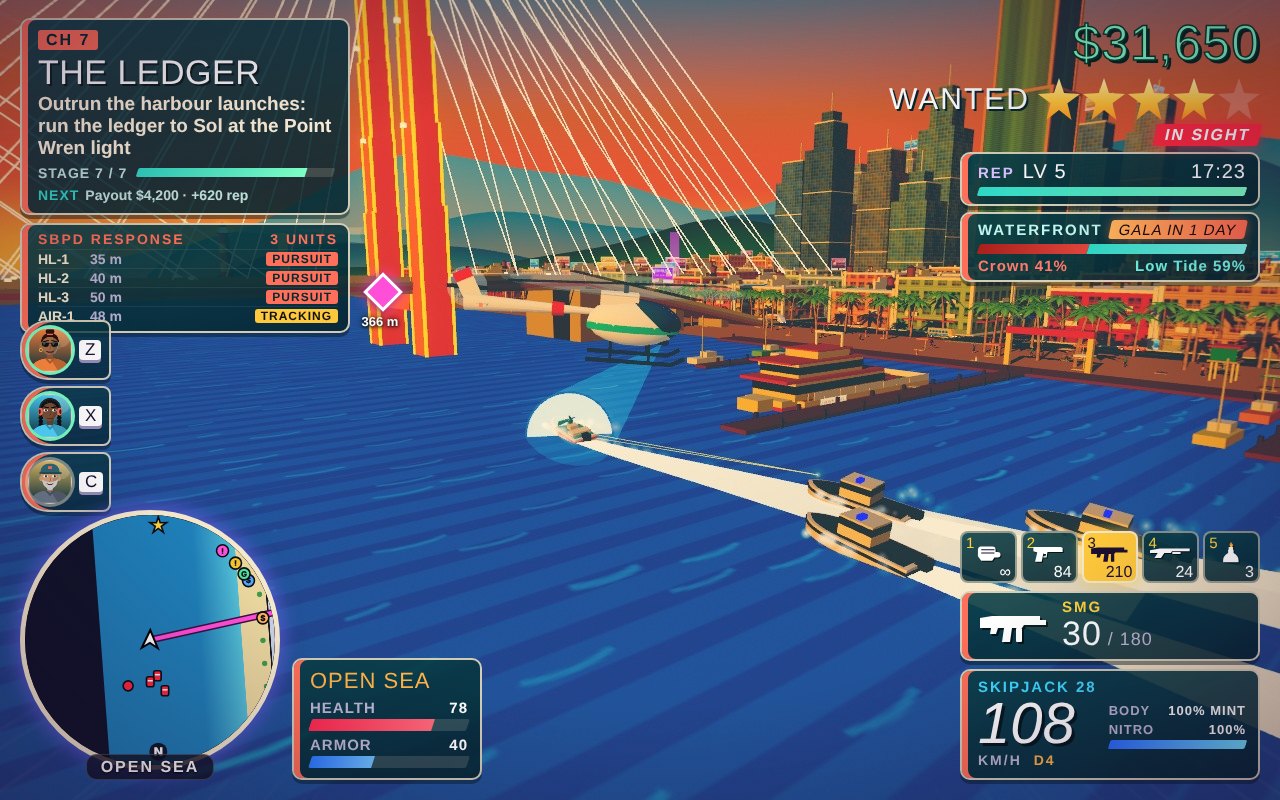 CH 7
THE LEDGER
Outrun the harbour launches:
run the ledger to Sol at the Point
Wren light
STAGE 7 / 7
NEXT Payout $4,200 · +620 rep
SBPD RESPONSE 3 UNITS
HL-1 35 m PURSUIT
HL-2 40 m PURSUIT
HL-3 50 m PURSUIT
AIR-1 48 m TRACKING
Z
X
C
N
OPEN SEA
366 m
OPEN SEA
HEALTH 78
ARMOR 40
$31,650
WANTED
IN SIGHT
REP LV 5 17:23
WATERFRONT GALA IN 1 DAY
Crown 41% Low Tide 59%
1 ∞
2 84
3 210
4 24
5 3
SMG
30 / 180
SKIPJACK 28
108
BODY 100% MINT
NITRO 100%
KM/H D4